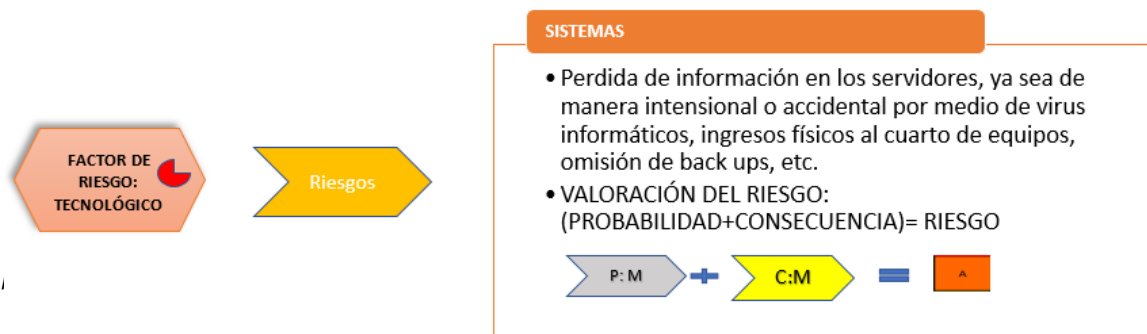 SISTEMAS
• Perdida de información en los servidores, ya sea de
manera intensional o accidental por medio de virus
informáticos, ingresos físicos al cuarto de equipos,
omisión de back ups, etc.
• VALORACIÓN DEL RIESGO:
(PROBABILIDAD+CONSECUENCIA)= RIESGO
FACTOR DE
RIESGO:
TECNOLÓGICO
Riesgos
P: M + C:M = A